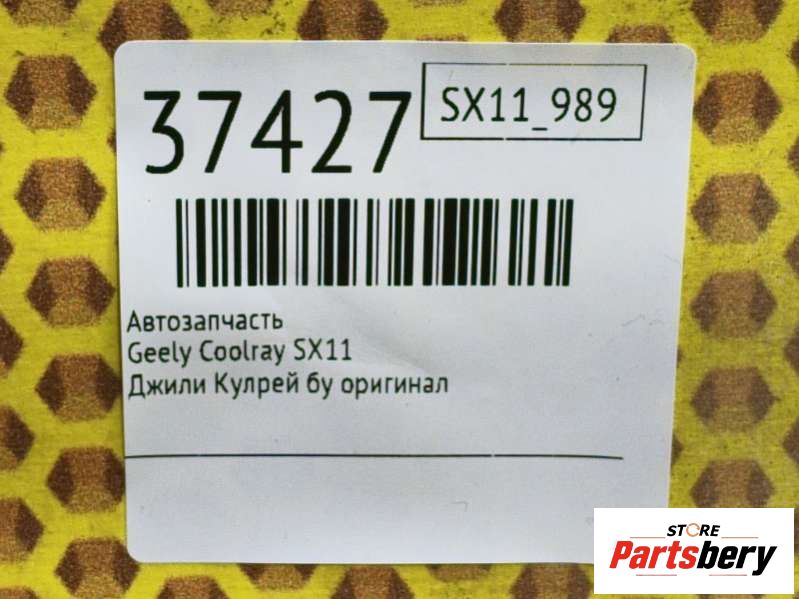 37427
SX11_989
Автозапчасть
Geely Coolray SX11
Джили Кулрей бу оригинал
STORE
Partsbery